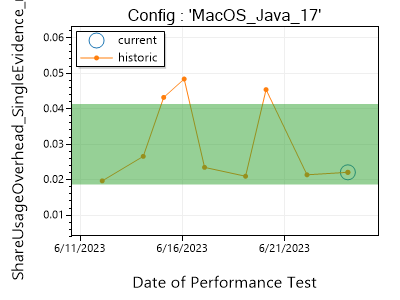 Config : 'MacOS_Java_17'
current
historic
0.06
0.05
0.04
0.03
0.02
0.01
ShareUsageOverhead_SingleEvidence_
6/11/2023
6/16/2023
6/21/2023
Date of Performance Test